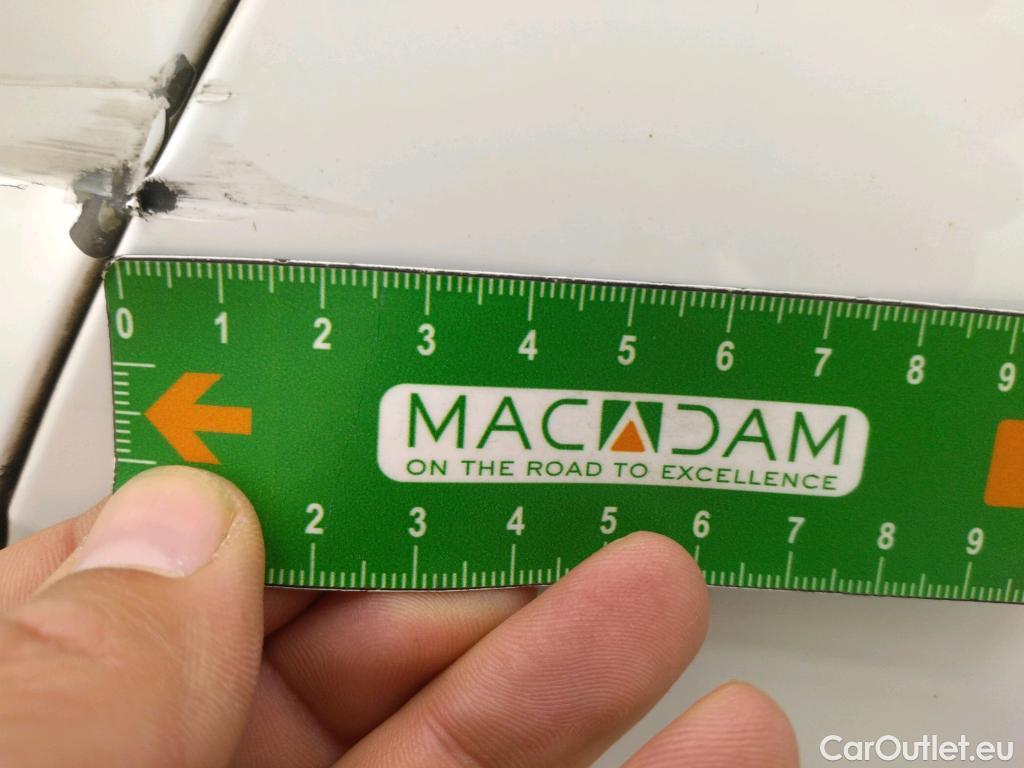 0 1 2 3 4 5 6 7 8 9
MACADAM
ON THE ROAD TO EXCELLENCE
2 3 4 5 6 7 8 9
CarOutlet.eu